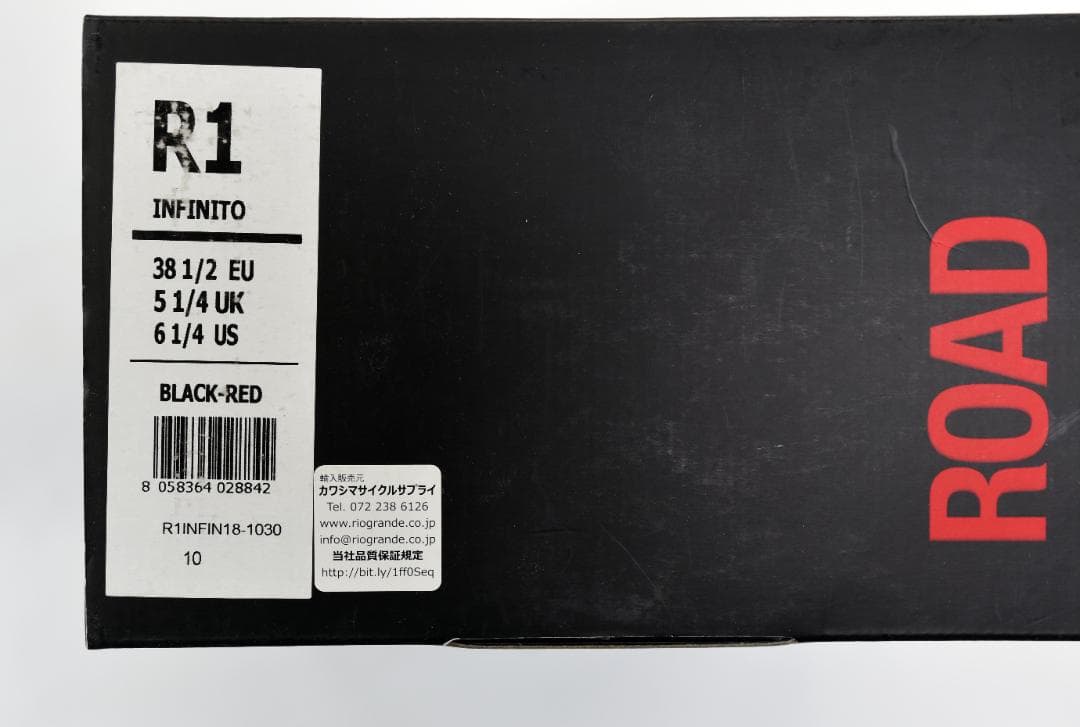 R1
INFINITO
38 1/2 EU
5 1/4 UK
6 1/4 US
BLACK-RED
8 058364 028842
R1INFIN18-1030
10
輸入販売元
カワシマサイクルサプライ
Tel. 072 238 6126
www.riogrande.co.jp
info@riogrande.co.jp
当社品質保証規定
http://bit.ly/1ff0Seq
ROAD